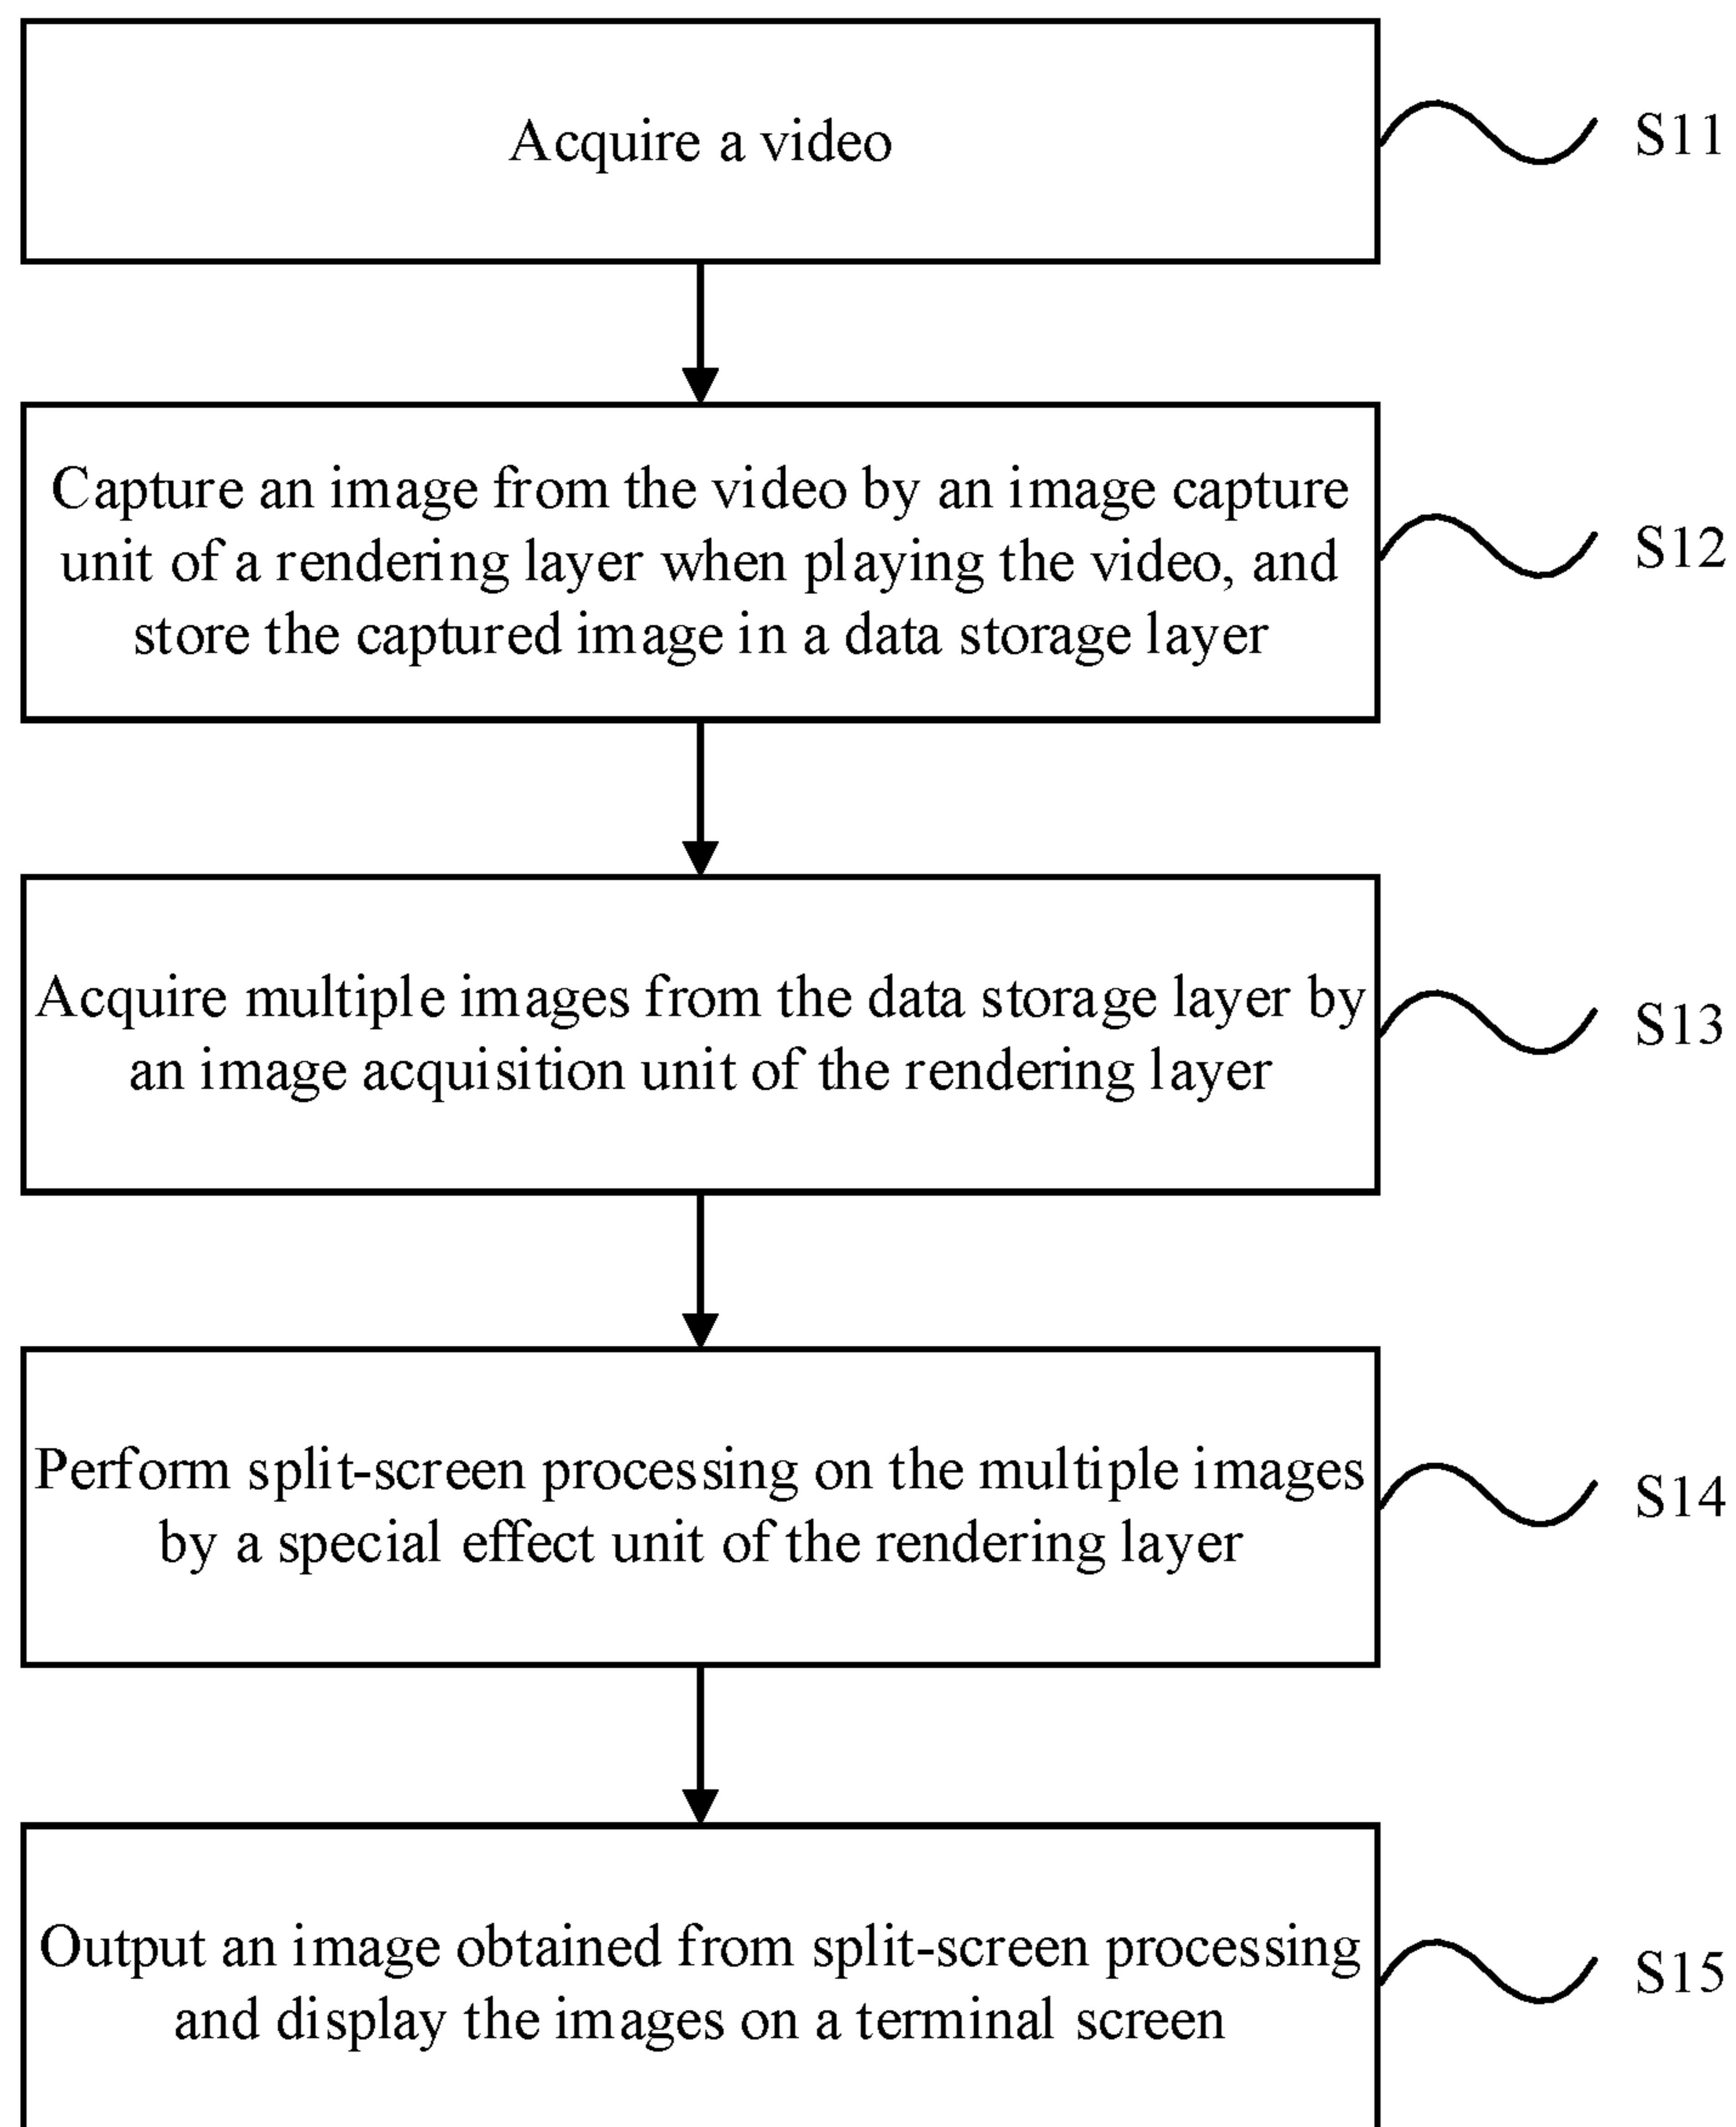 Acquire a video
S11
Capture an image from the video by an image capture
unit of a rendering layer when playing the video, and
store the captured image in a data storage layer
S12
Acquire multiple images from the data storage layer by
an image acquisition unit of the rendering layer
S13
Perform split-screen processing on the multiple images
by a special effect unit of the rendering layer
S14
Output an image obtained from split-screen processing
and display the images on a terminal screen
S15